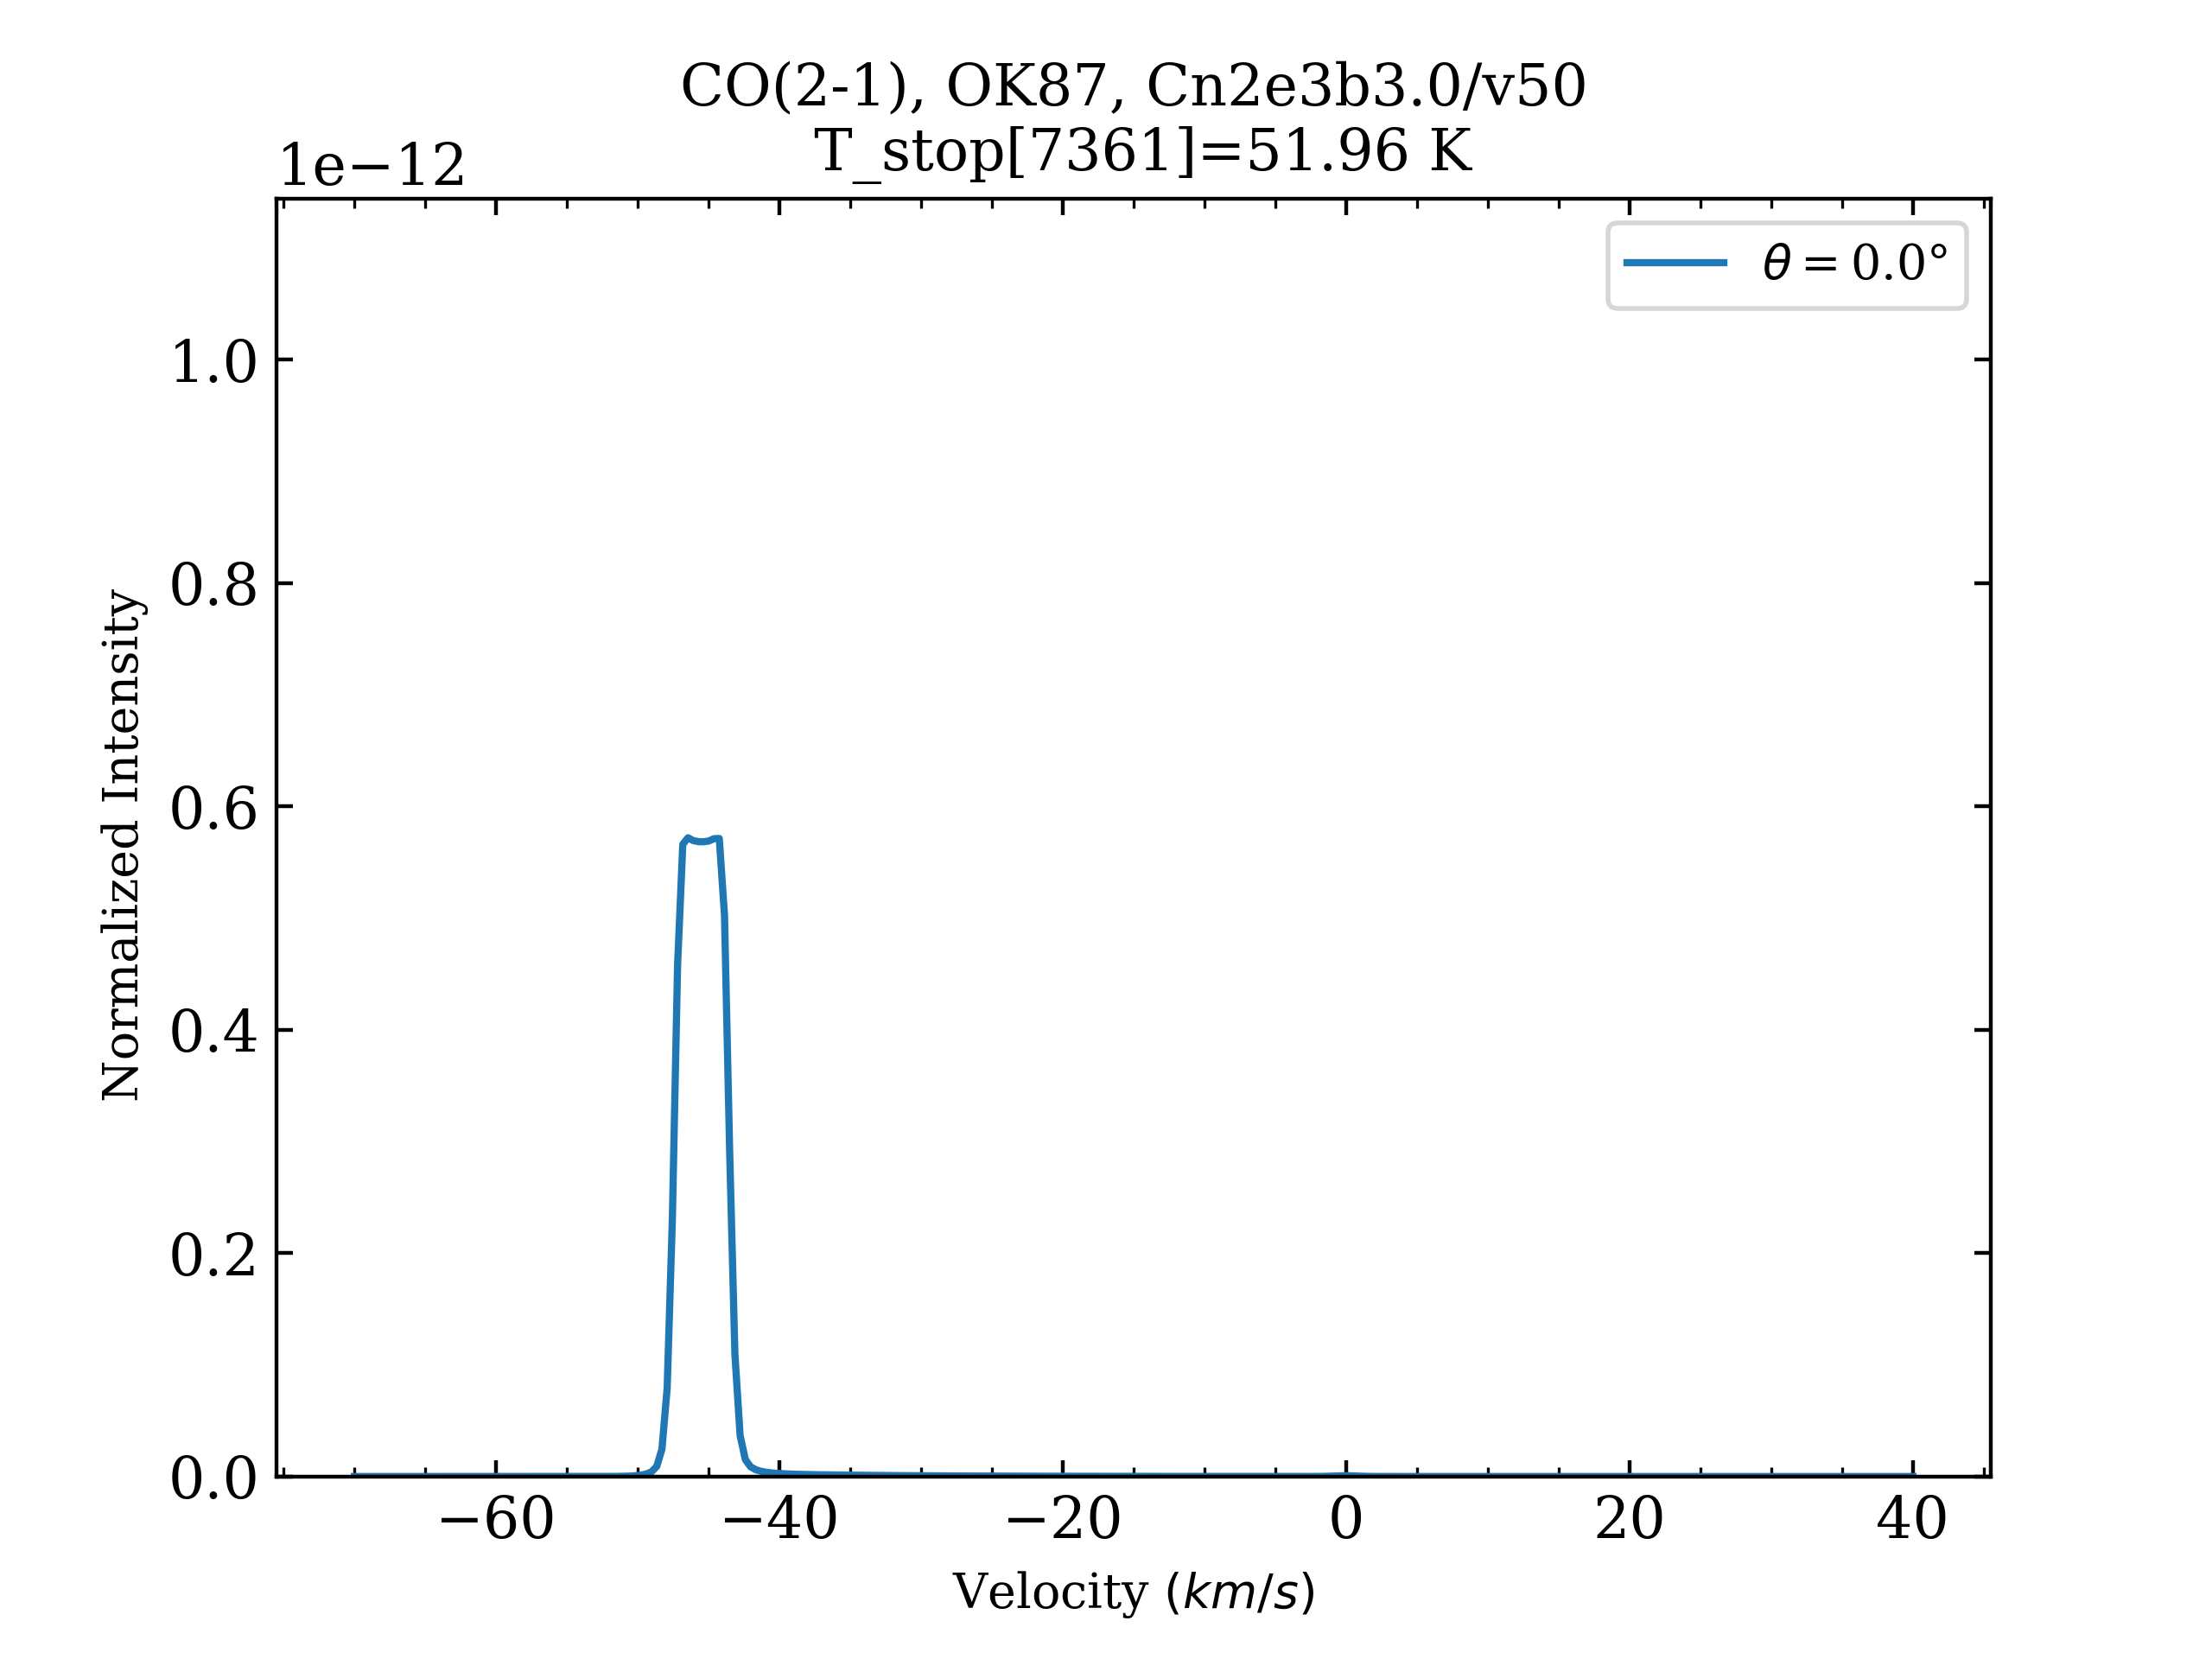 CO(2-1), OK87, Cn2e3b3.0/v50
T_stop[7361]=51.96 K
1e−12
θ = 0.0°
1.0
0.8
0.6
0.4
0.2
0.0
Normalized Intensity
−60 −40 −20 0 20 40
Velocity (km/s)